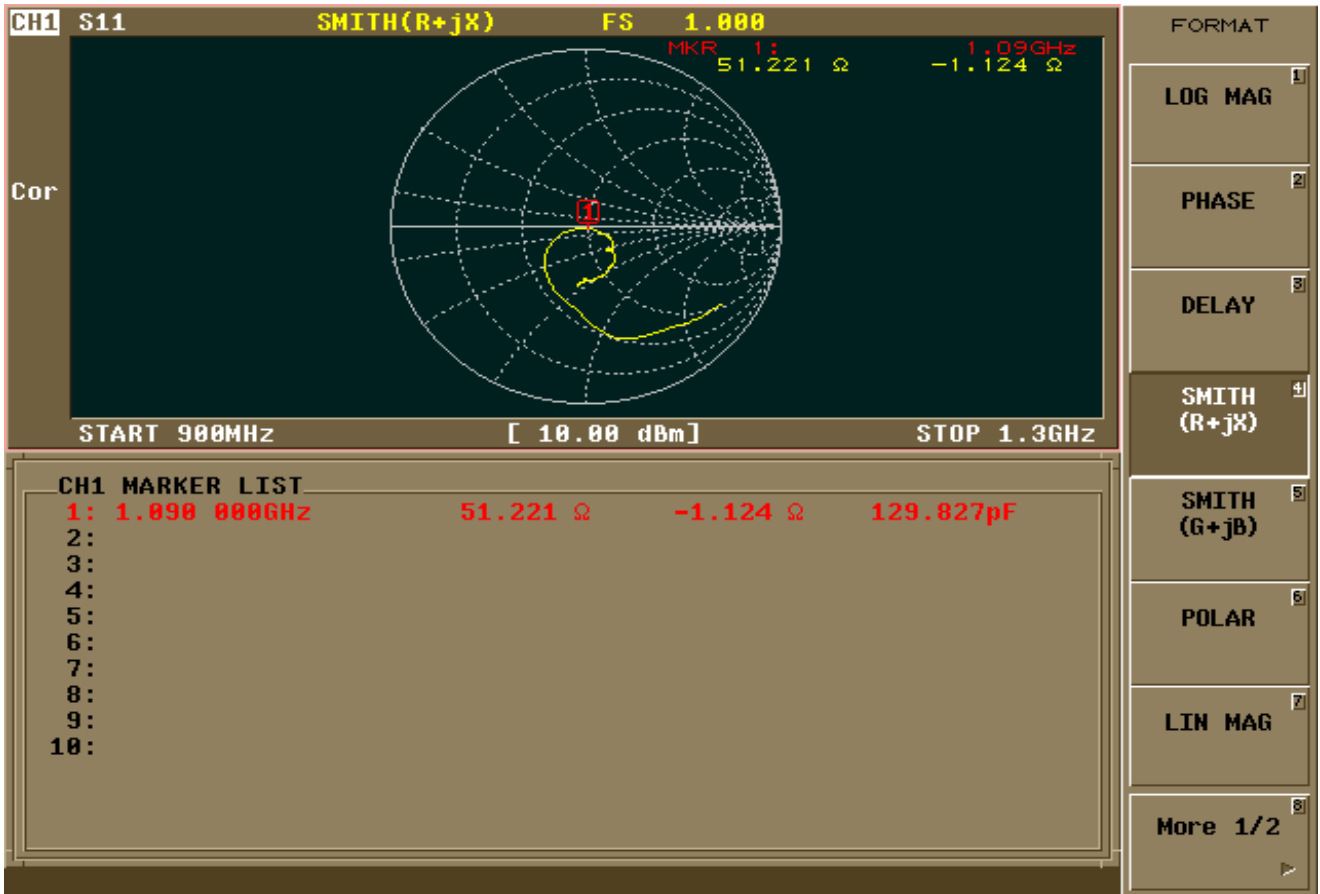 CH1 S11 SMITH(R+jX) FS 1.000
MKR 1: 1.09GHz
51.221 Ω -1.124 Ω
1
Cor
START 900MHz [ 10.00 dBm] STOP 1.3GHz
CH1 MARKER LIST
1: 1.090 000GHz 51.221 Ω -1.124 Ω 129.827pF
2:
3:
4:
5:
6:
7:
8:
9:
10:
FORMAT
1
LOG MAG
2
PHASE
3
DELAY
4
SMITH
(R+jX)
5
SMITH
(G+jB)
6
POLAR
7
LIN MAG
8
More 1/2